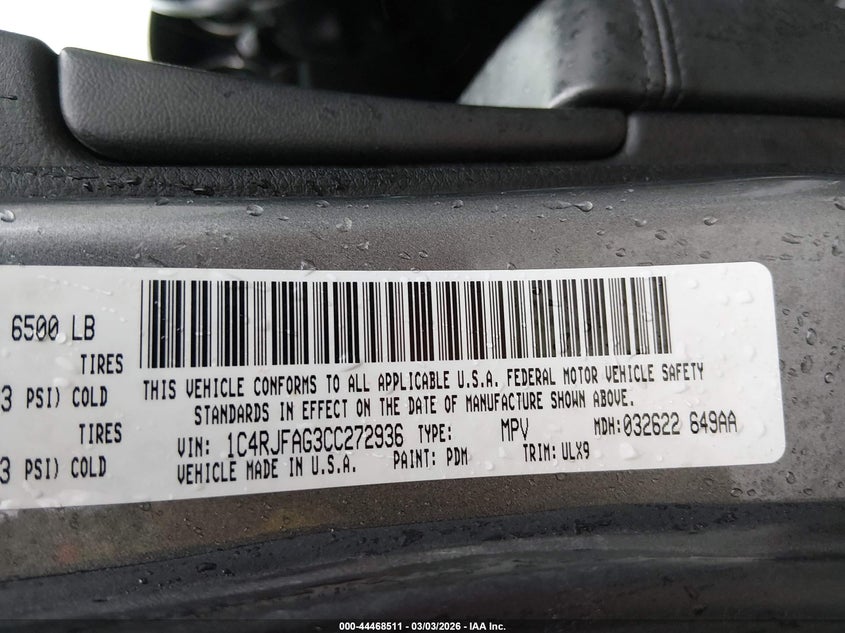 6500 LB
TIRES
3 PSI) COLD
TIRES
3 PSI) COLD
THIS VEHICLE CONFORMS TO ALL APPLICABLE U.S.A. FEDERAL MOTOR VEHICLE SAFETY
STANDARDS IN EFFECT ON THE DATE OF MANUFACTURE SHOWN ABOVE.
VIN: 1C4RJFAG3CC272936 TYPE: MPV MDH:032622 649AA
VEHICLE MADE IN U.S.A. PAINT: PDM TRIM: ULX9
000-44468511 | 03/03/2026 - IAA Inc.